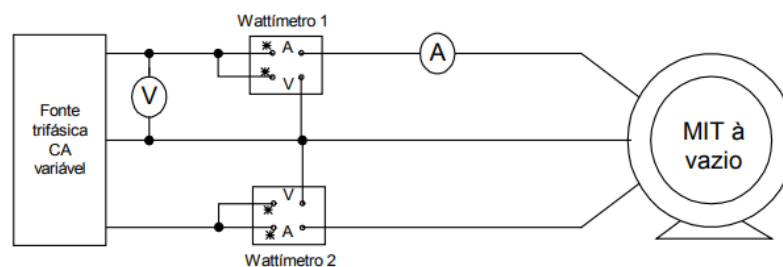 Wattímetro 1
* A
* V
A
V
Fonte
trifásica
CA
variável
MIT à
vazio
V
*
A
*
Wattímetro 2